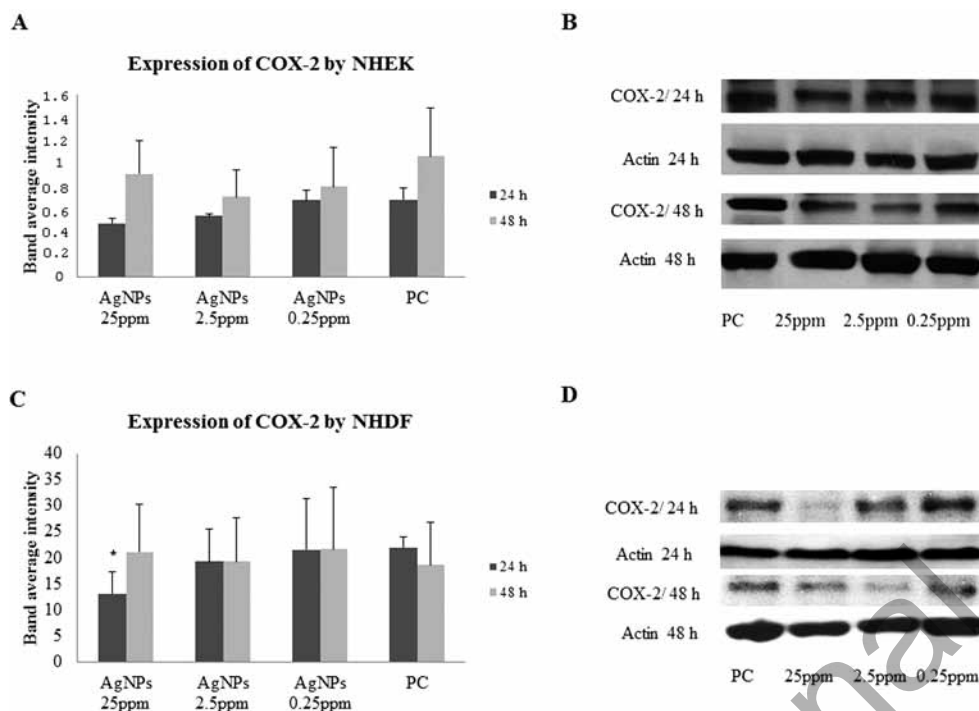 A
Expression of COX-2 by NHEK
Band average intensity
1.6
1.4
1.2
1
0.8
0.6
0.4
0.2
0
AgNPs 25ppm
AgNPs 2.5ppm
AgNPs 0.25ppm
PC
24 h
48 h
B
COX-2/ 24 h
Actin 24 h
COX-2/ 48 h
Actin 48 h
PC 25ppm 2.5ppm 0.25ppm
C
Expression of COX-2 by NHDF
Band average intensity
40
35
30
25
20
15
10
5
0
*
AgNPs 25ppm
AgNPs 2.5ppm
AgNPs 0.25ppm
PC
24 h
48 h
D
COX-2/ 24 h
Actin 24 h
COX-2/ 48 h
Actin 48 h
PC 25ppm 2.5ppm 0.25ppm